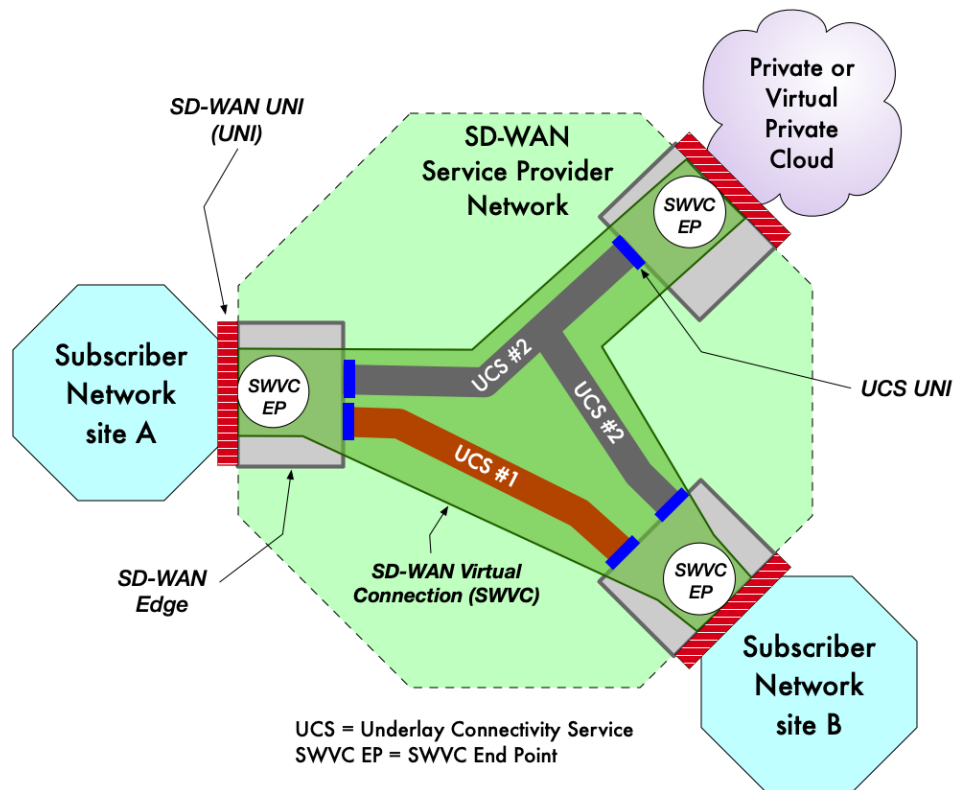 Private or
Virtual
Private
Cloud
SD-WAN UNI
(UNI)
SD-WAN
Service Provider
Network
SWVC
EP
Subscriber
Network
site A
SWVC
EP
UCS #2
UCS UNI
UCS #2
UCS #1
SD-WAN
Edge
SD-WAN Virtual
Connection (SWVC)
SWVC
EP
Subscriber
Network
site B
UCS = Underlay Connectivity Service
SWVC EP = SWVC End Point